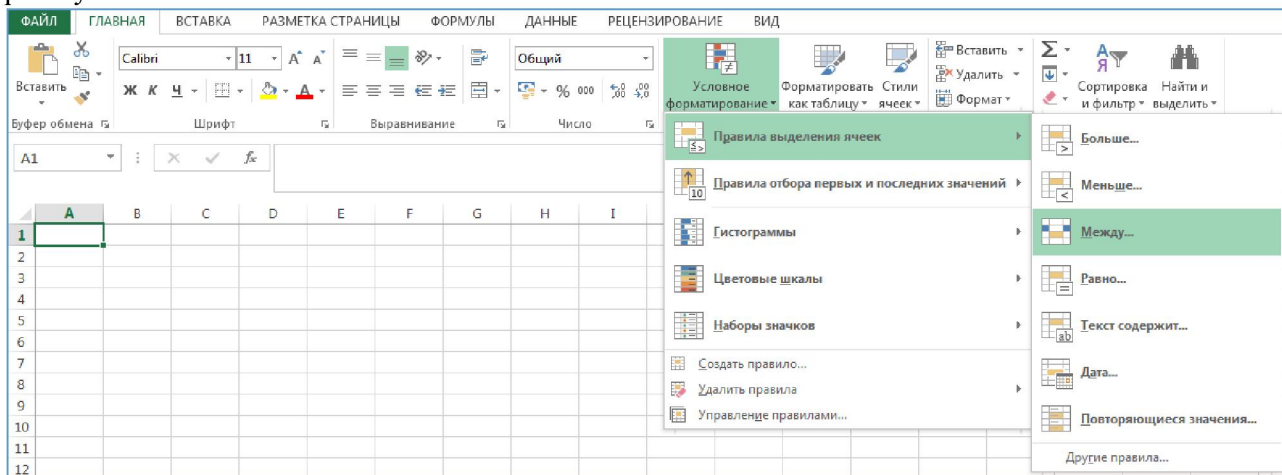 ФАЙЛ ГЛАВНАЯ ВСТАВКА РАЗМЕТКА СТРАНИЦЫ ФОРМУЛЫ ДАННЫЕ РЕЦЕНЗИРОВАНИЕ ВИД
Вставить
Calibri 11
Ж К Ч
Общий
% 000
Условное форматирование
Форматировать как таблицу
Стили ячеек
Вставить
Удалить
Формат
Сортировка и фильтр
Найти и выделить
Буфер обмена Шрифт Выравнивание Число
A1 fx
A B C D E F G H I
1
2
3
4
5
6
7
8
9
10
11
12
Правила выделения ячеек
Правила отбора первых и последних значений
Гистограммы
Цветовые шкалы
Наборы значков
Создать правило...
Удалить правила
Управление правилами...
Больше...
Меньше...
Между...
Равно...
Текст содержит...
Дата...
Повторяющиеся значения...
Другие правила...